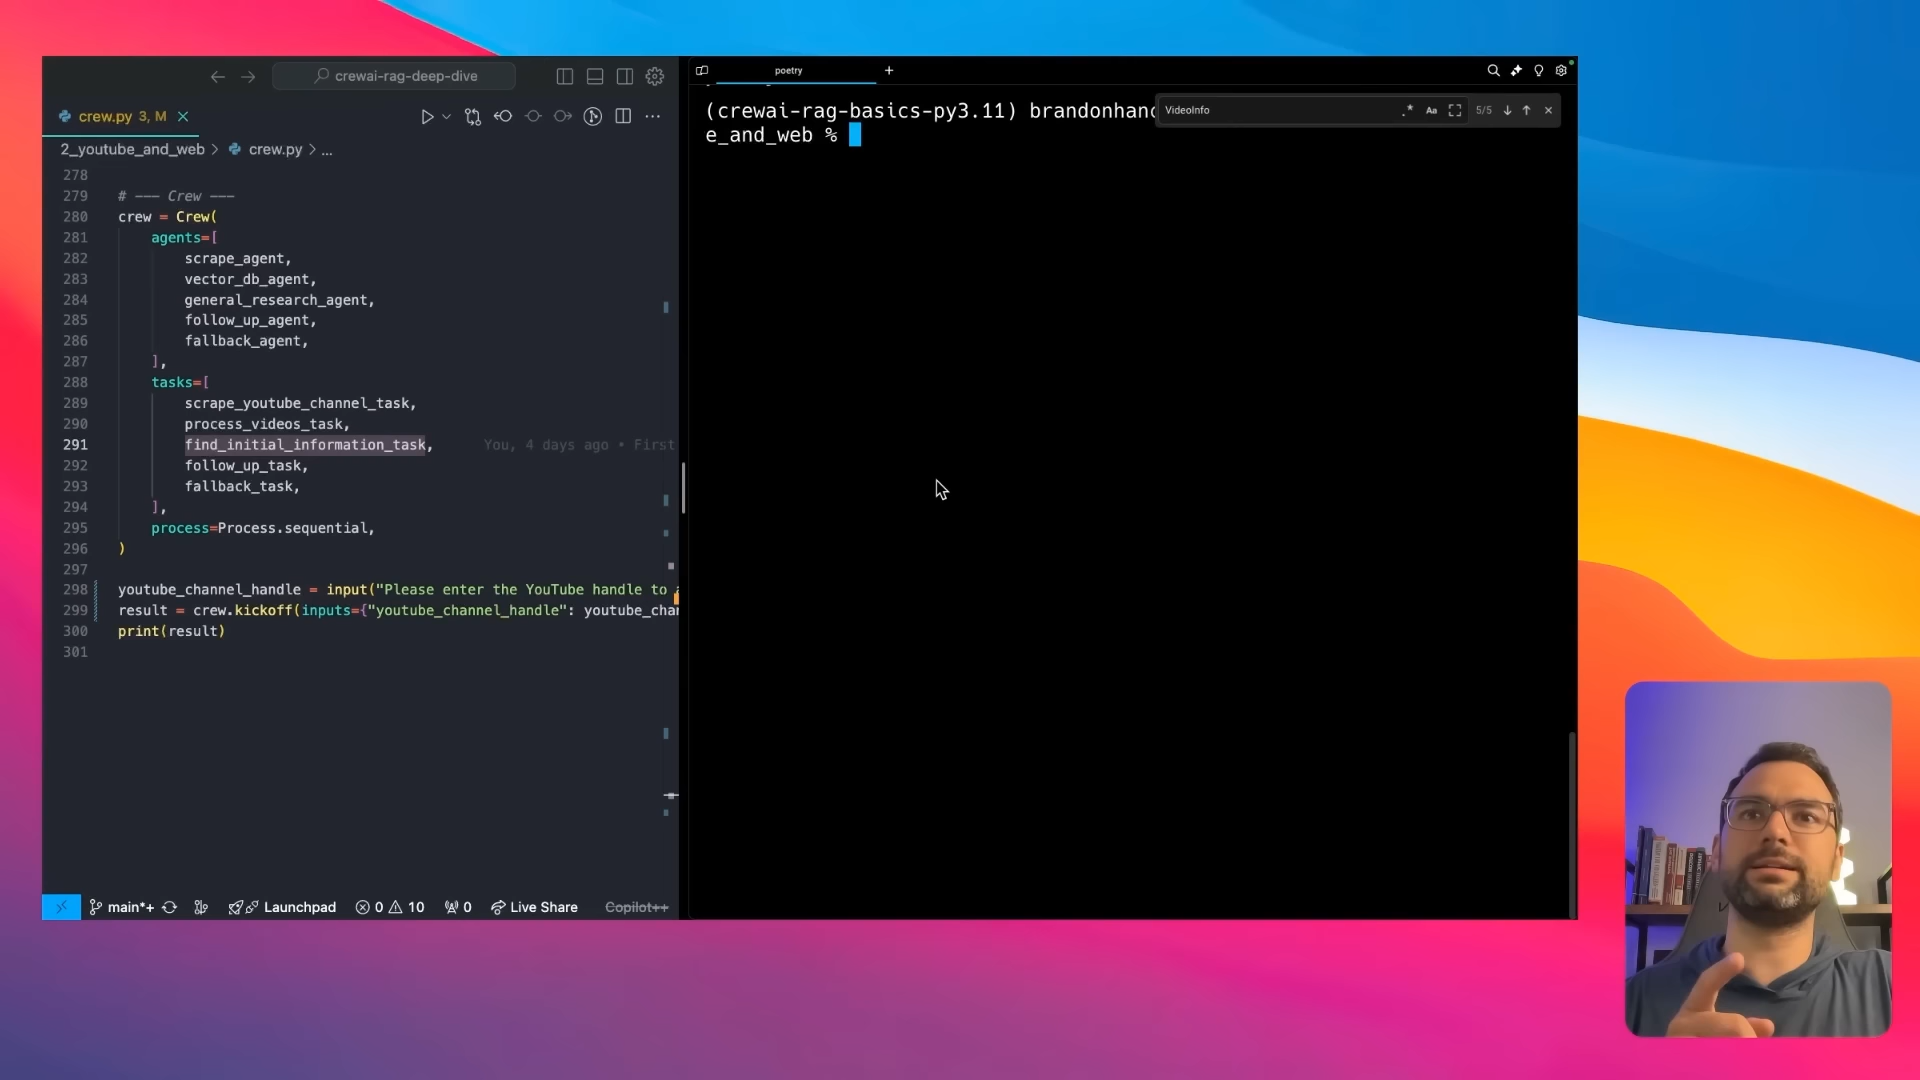 crewai-rag-deep-dive
crew.py 3, M
2_youtube_and_web > crew.py > ...
278
279 # --- Crew ---
280 crew = Crew(
281 agents=[
282 scrape_agent,
283 vector_db_agent,
284 general_research_agent,
285 follow_up_agent,
286 fallback_agent,
287 ],
288 tasks=[
289 scrape_youtube_channel_task,
290 process_videos_task,
291 find_initial_information_task, You, 4 days ago • First
292 follow_up_task,
293 fallback_task,
294 ],
295 process=Process.sequential,
296 )
297
298 youtube_channel_handle = input("Please enter the YouTube handle to
299 result = crew.kickoff(inputs={"youtube_channel_handle": youtube_chan
300 print(result)
301
main*+ Launchpad 0 10 0 Live Share Copilot++
poetry
(crewai-rag-basics-py3.11) brandonhanc
e_and_web %
VideoInfo Aa 5/5